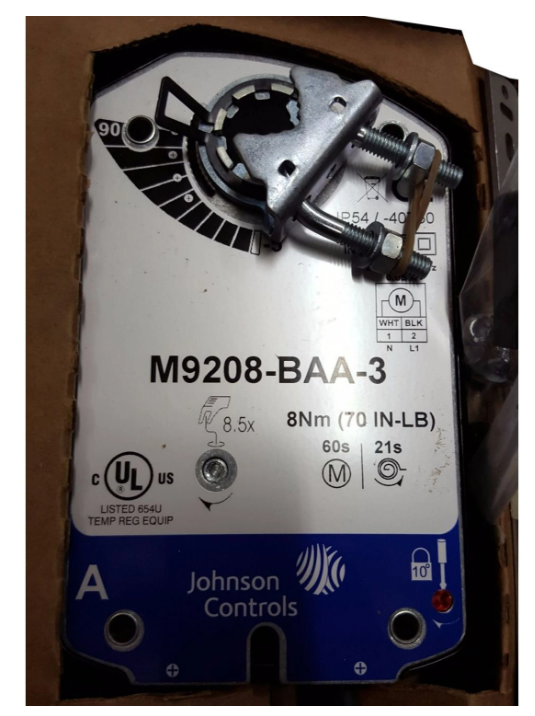 90
-5
IP54 / -40
M
WHT BLK
1 2
N L1
M9208-BAA-3
8.5x
8Nm (70 IN-LB)
60s 21s
M
C UL US
LISTED 654U
TEMP REG EQUIP
10°
A
Johnson
Controls